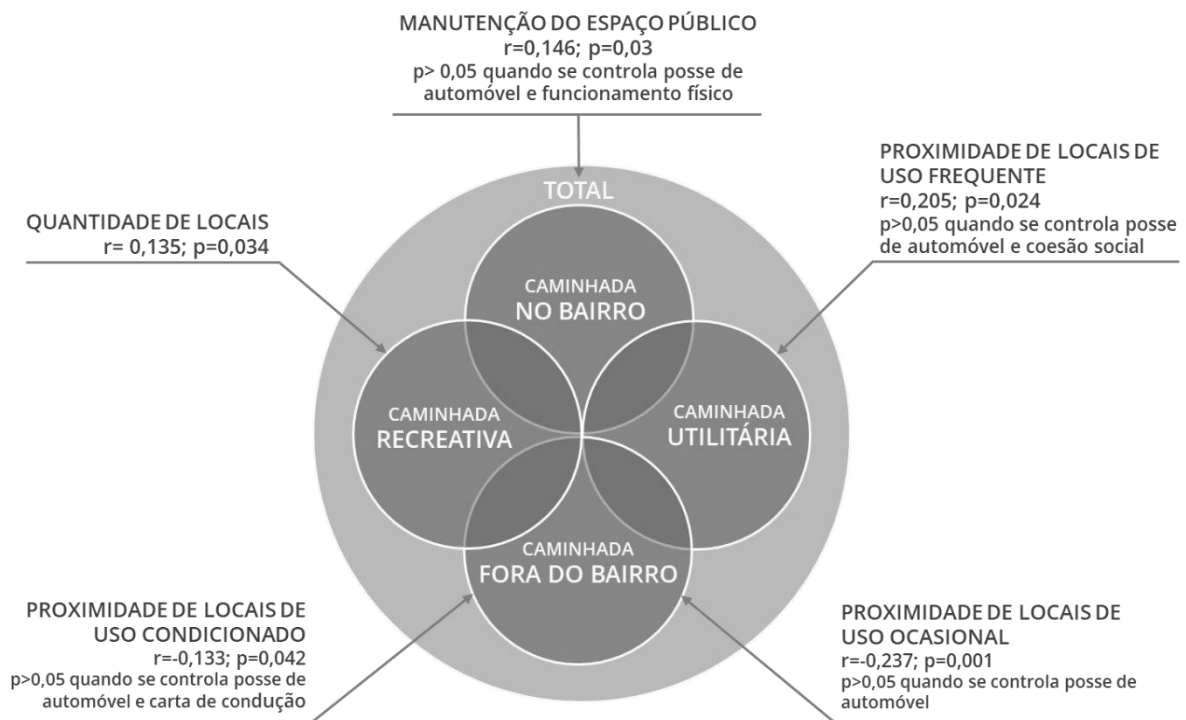 MANUTENÇÃO DO ESPAÇO PÚBLICO
r=0,146; p=0,03
p> 0,05 quando se controla posse de
automóvel e funcionamento físico
PROXIMIDADE DE LOCAIS DE
USO FREQUENTE
r=0,205; p=0,024
p>0,05 quando se controla posse
de automóvel e coesão social
QUANTIDADE DE LOCAIS
r= 0,135; p=0,034
TOTAL
CAMINHADA
NO BAIRRO
CAMINHADA
RECREATIVA
CAMINHADA
UTILITÁRIA
CAMINHADA
FORA DO BAIRRO
PROXIMIDADE DE LOCAIS DE
USO CONDICIONADO
r=-0,133; p=0,042
p>0,05 quando se controla posse de
automóvel e carta de condução
PROXIMIDADE DE LOCAIS DE
USO OCASIONAL
r=-0,237; p=0,001
p>0,05 quando se controla posse de
automóvel